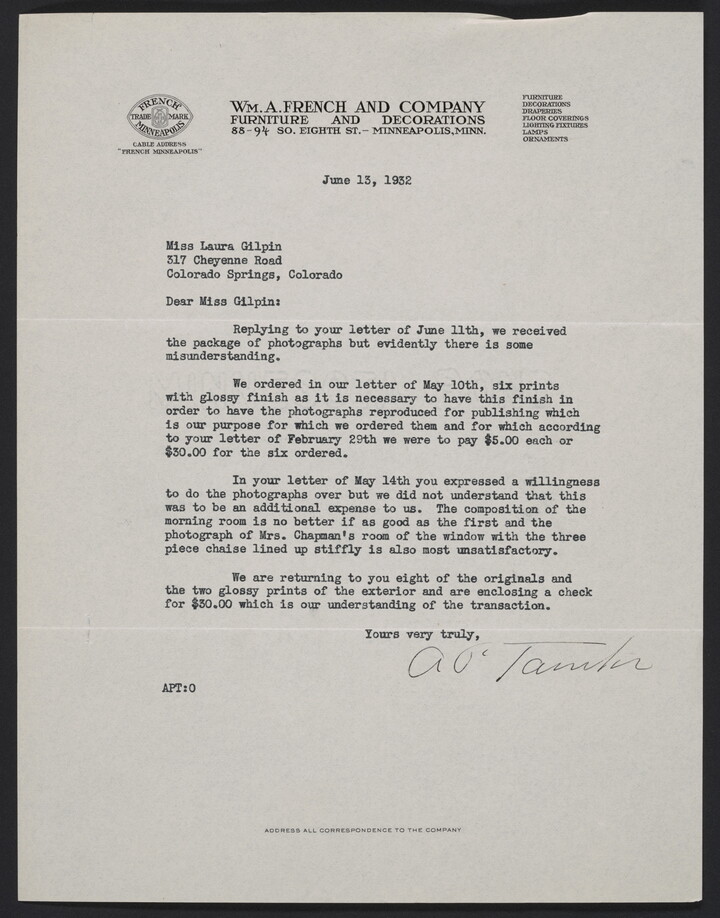 FRENCH
TRADE MARK
MINNEAPOLIS
CABLE ADDRESS
"FRENCH MINNEAPOLIS"
WM. A. FRENCH AND COMPANY
FURNITURE AND DECORATIONS
88-94 SO. EIGHTH ST. - MINNEAPOLIS, MINN.
FURNITURE
DECORATIONS
DRAPERIES
FLOOR COVERINGS
LIGHTING FIXTURES
LAMPS
ORNAMENTS
June 13, 1932
Miss Laura Gilpin
317 Cheyenne Road
Colorado Springs, Colorado
Dear Miss Gilpin:
Replying to your letter of June 11th, we received
the package of photographs but evidently there is some
misunderstanding.
We ordered in our letter of May 10th, six prints
with glossy finish as it is necessary to have this finish in
order to have the photographs reproduced for publishing which
is our purpose for which we ordered them and for which according
to your letter of February 29th we were to pay $5.00 each or
$30.00 for the six ordered.
In your letter of May 14th you expressed a willingness
to do the photographs over but we did not understand that this
was to be an additional expense to us. The composition of the
morning room is no better if as good as the first and the
photograph of Mrs. Chapman's room of the window with the three
piece chaise lined up stiffly is also most unsatisfactory.
We are returning to you eight of the originals and
the two glossy prints of the exterior and are enclosing a check
for $30.00 which is our understanding of the transaction.
Yours very truly,
A P
APT:O
ADDRESS ALL CORRESPONDENCE TO THE COMPANY